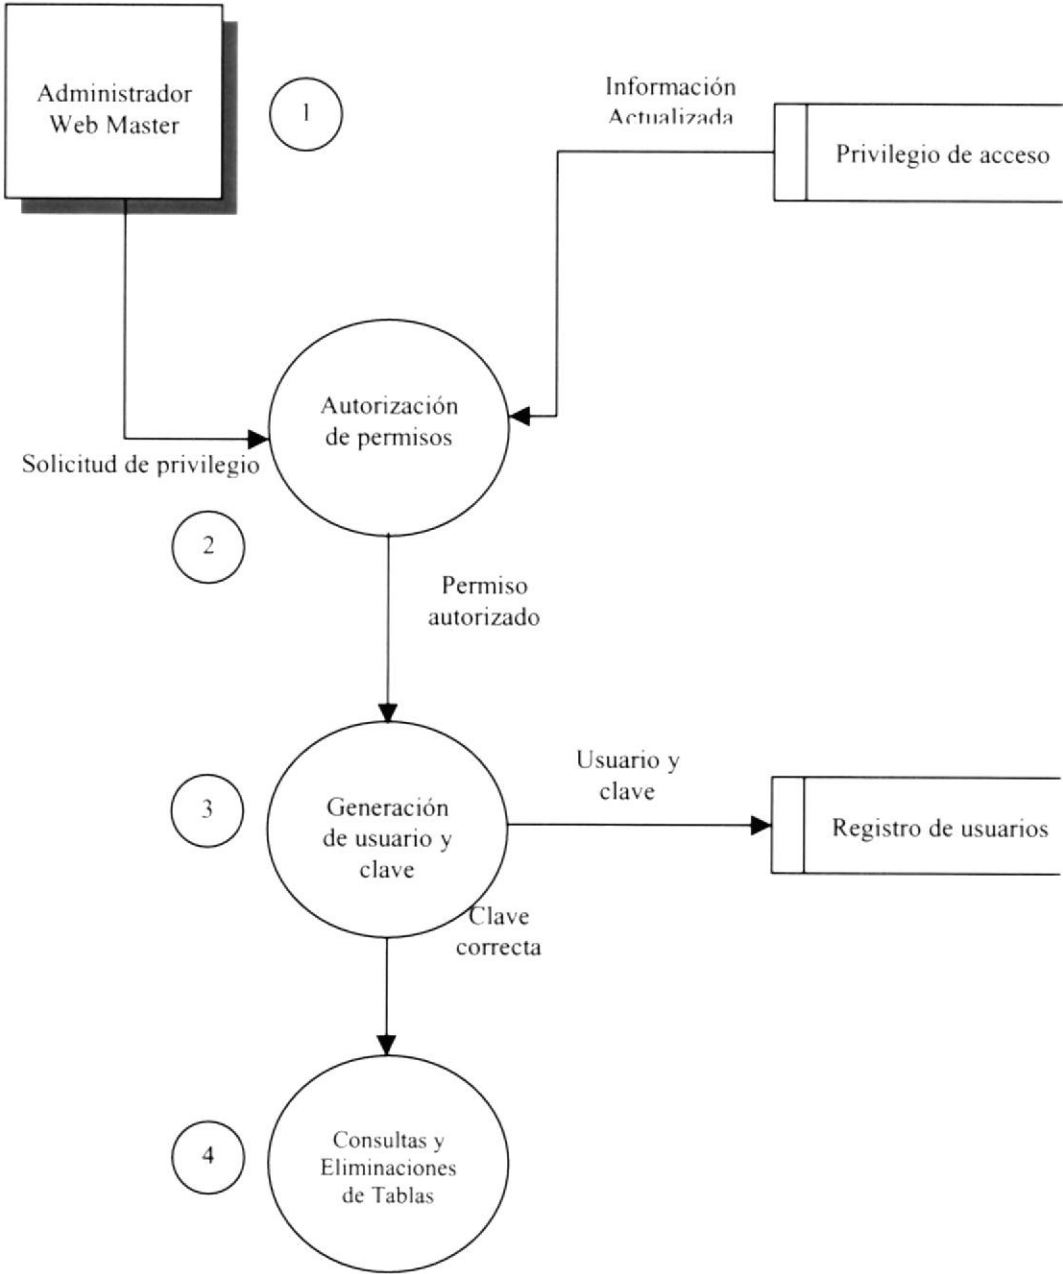 Administrador
Web Master
1
Información
Actualizada
Privilegio de acceso
Autorización
de permisos
Solicitud de privilegio
2
Permiso
autorizado
3
Generación
de usuario y
clave
Usuario y
clave
Registro de usuarios
Clave
correcta
4
Consultas y
Eliminaciones
de Tablas